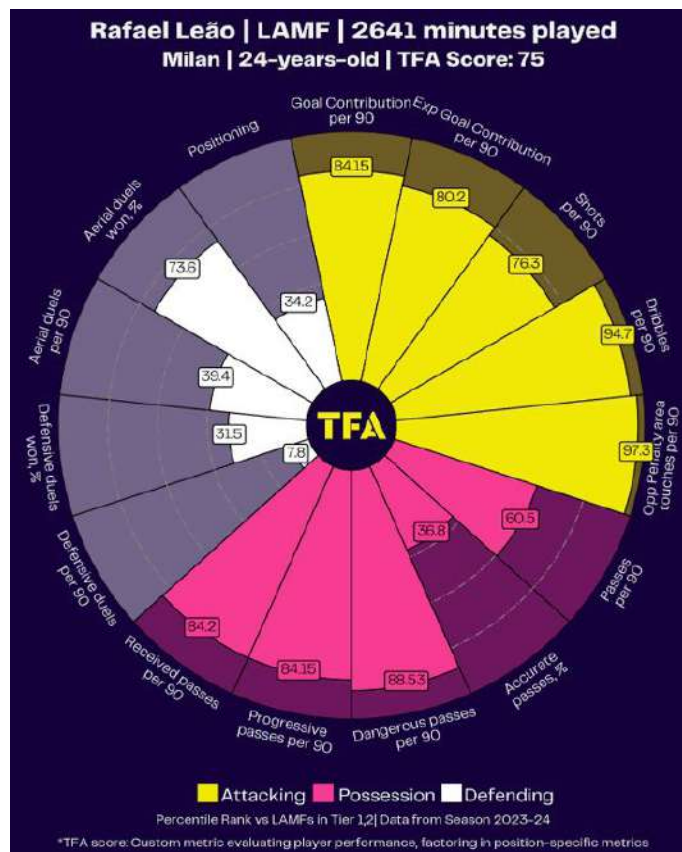 Rafael Leão | LAMF | 2641 minutes played
Milan | 24-years-old | TFA Score: 75
Goal Contribution
per 90
Exp Goal Contribution
per 90
Shots
per 90
Dribbles
per 90
Opp Penalty area
touches per 90
Passes
per 90
Accurate
passes, %
Dangerous passes
per 90
Progressive
passes per 90
Received passes
per 90
Defensive duels
per 90
Defensive duels
won, %
Aerial duels
per 90
Aerial duels
won, %
Positioning
84.15
80.2
76.3
94.7
97.3
60.5
36.8
88.53
84.15
84.2
7.8
31.5
39.4
73.6
34.2
TFA
Attacking Possession Defending
Percentile Rank vs LAMFs in Tier 1,2| Data from Season 2023-24
*TFA score: Custom metric evaluating player performance, factoring in position-specific metrics